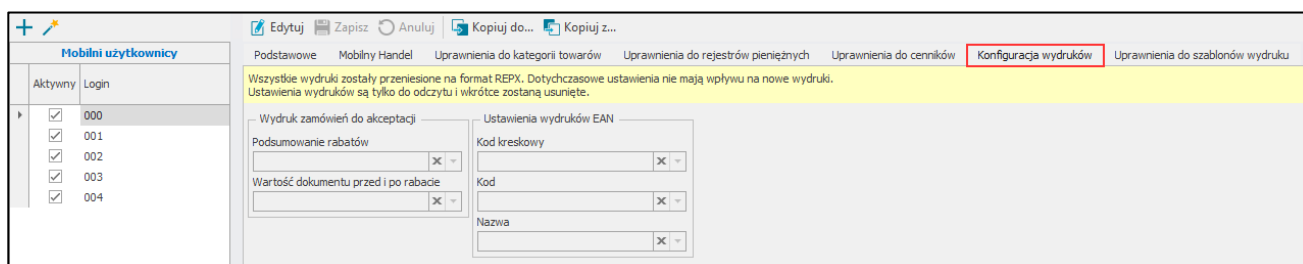 Edytuj Zapisz Anuluj Kopiuj do... Kopiuj z...
Mobilni użytkownicy
Aktywny Login
000
001
002
003
004
Podstawowe Mobilny Handel Uprawnienia do kategorii towarów Uprawnienia do rejestrów pieniężnych Uprawnienia do cenników Konfiguracja wydruków Uprawnienia do szablonów wydruku
Wszystkie wydruki zostały przeniesione na format REPX. Dotychczasowe ustawienia nie mają wpływu na nowe wydruki.
Ustawienia wydruków są tylko do odczytu i wkrótce zostaną usunięte.
Wydruk zamówień do akceptacji
Podsumowanie rabatów
Wartość dokumentu przed i po rabacie
Ustawienia wydruków EAN
Kod kreskowy
Kod
Nazwa